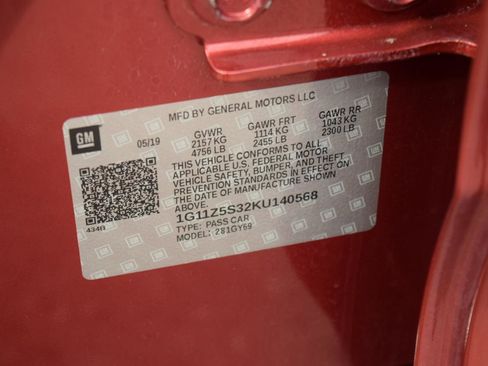 MFD BY GENERAL MOTORS LLC
GM
05/19
GVWR GAWR FRT GAWR RR
2157 KG 1114 KG 1043 KG
4756 LB 2455 LB 2300 LB
THIS VEHICLE CONFORMS TO ALL
APPLICABLE U.S. FEDERAL MOTOR
VEHICLE SAFETY, BUMPER, AND THEFT
PREVENTION STANDARDS IN EFFECT ON
THE DATE OF MANUFACTURE SHOWN
ABOVE.
1G11Z5S32KU140568
TYPE: PASS CAR
MODEL: 281GY69
434B